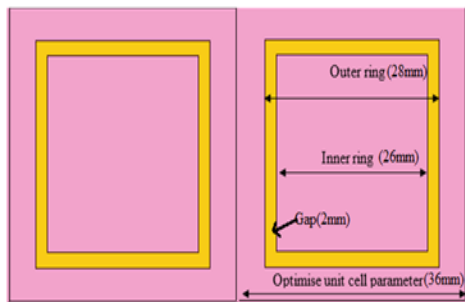 Outer ring (28mm)
Inner ring (26mm)
Gap(2mm)
Optimise unit cell parameter(36mm)